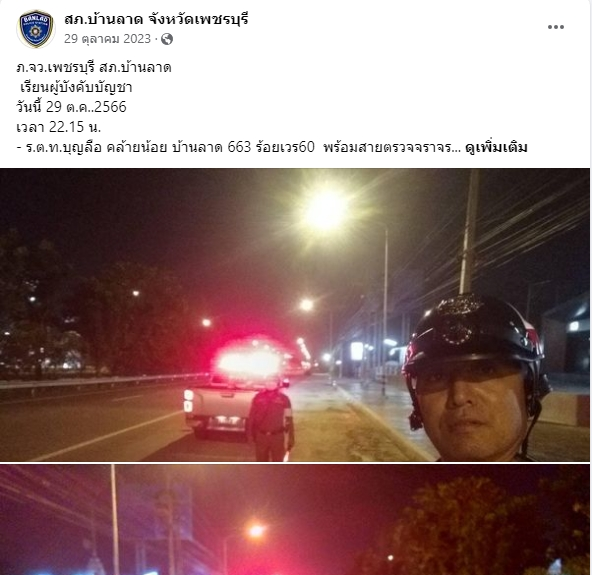 สภ.บ้านลาด จังหวัดเพชรบุรี
29 ตุลาคม 2023 ·
ภ.จว.เพชรบุรี สภ.บ้านลาด
เรียนผู้บังคับบัญชา
วันนี้ 29 ต.ค..2566
เวลา 22.15 น.
- ร.ต.ท.บุญลือ คล้ายน้อย บ้านลาด 663 ร้อยเวร60 พร้อมสายตรวจจราจร... ดูเพิ่มเติม